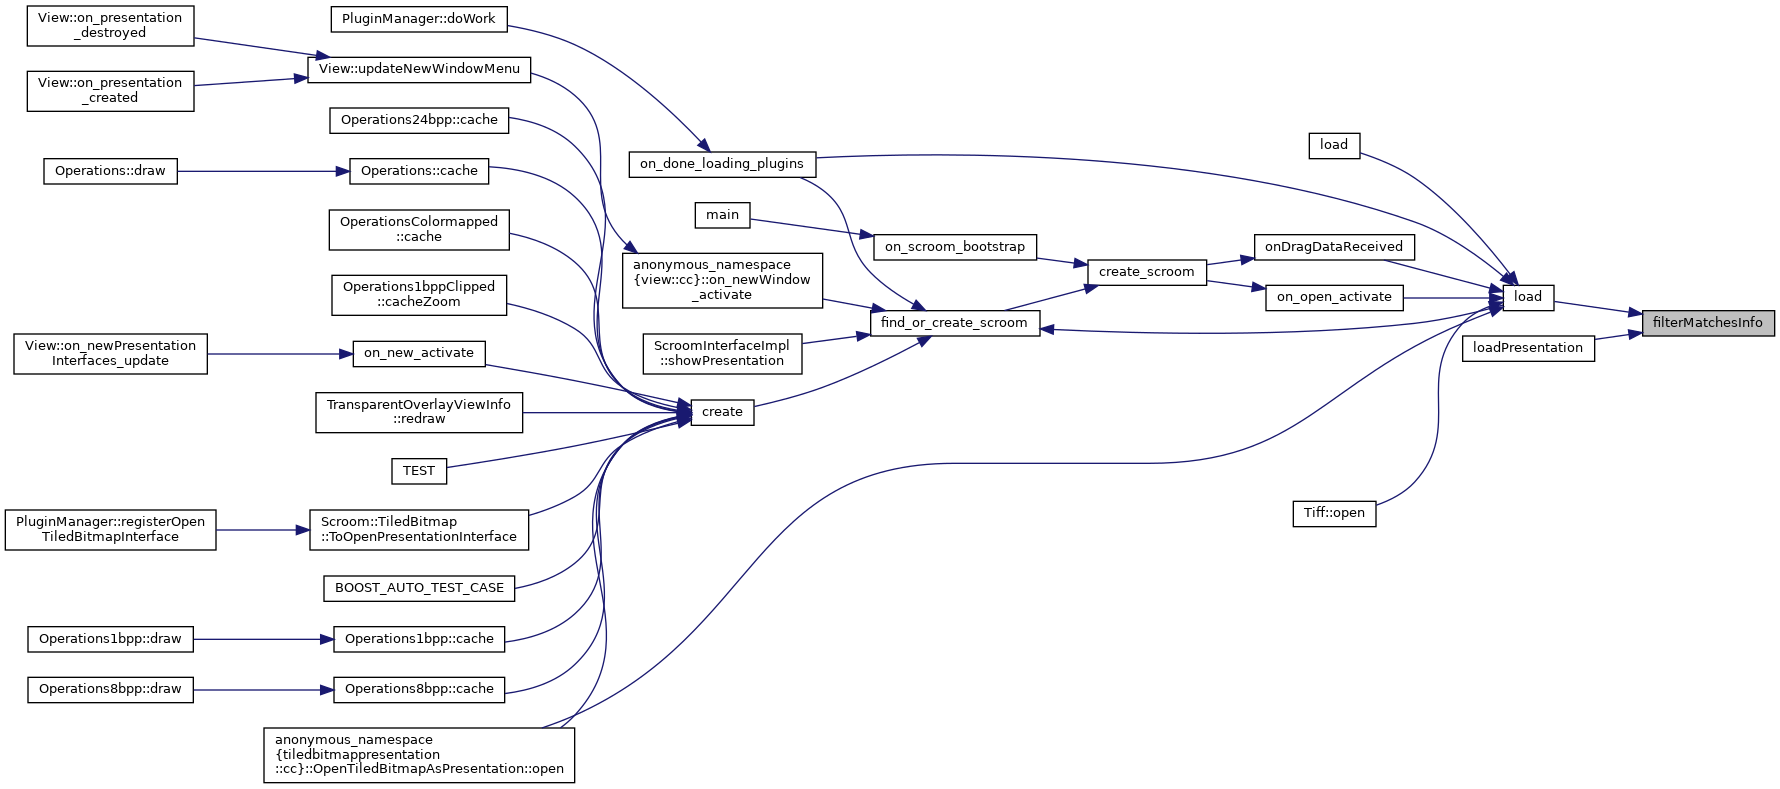 View::on_presentation
_destroyed
PluginManager::doWork
View::updateNewWindowMenu
View::on_presentation
_created
Operations24bpp::cache
Operations::draw
Operations::cache
OperationsColormapped
::cache
Operations1bppClipped
::cacheZoom
View::on_newPresentation
Interfaces_update
on_new_activate
TransparentOverlayViewInfo
::redraw
TEST
PluginManager::registerOpen
TiledBitmapInterface
Scroom::TiledBitmap
::ToOpenPresentationInterface
BOOST_AUTO_TEST_CASE
Operations1bpp::draw
Operations1bpp::cache
Operations8bpp::draw
Operations8bpp::cache
anonymous_namespace
{tiledbitmappresentation
::cc}::OpenTiledBitmapAsPresentation::open
on_done_loading_plugins
main
anonymous_namespace
{view::cc}::on_newWindow
_activate
ScroomInterfaceImpl
::showPresentation
create
on_scroom_bootstrap
find_or_create_scroom
create_scroom
load
onDragDataReceived
on_open_activate
Tiff::open
load
loadPresentation
filterMatchesInfo